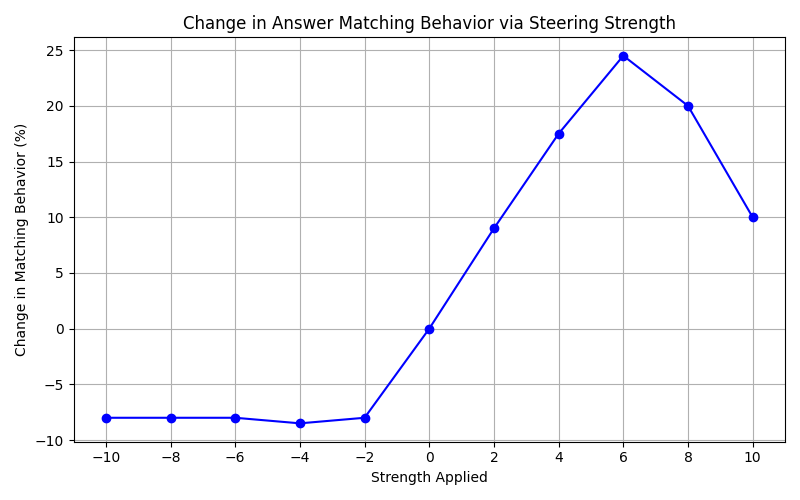 Change in Answer Matching Behavior via Steering Strength
Change in Matching Behavior (%)
25
20
15
10
5
0
−5
−10
−10 −8 −6 −4 −2 0 2 4 6 8 10
Strength Applied